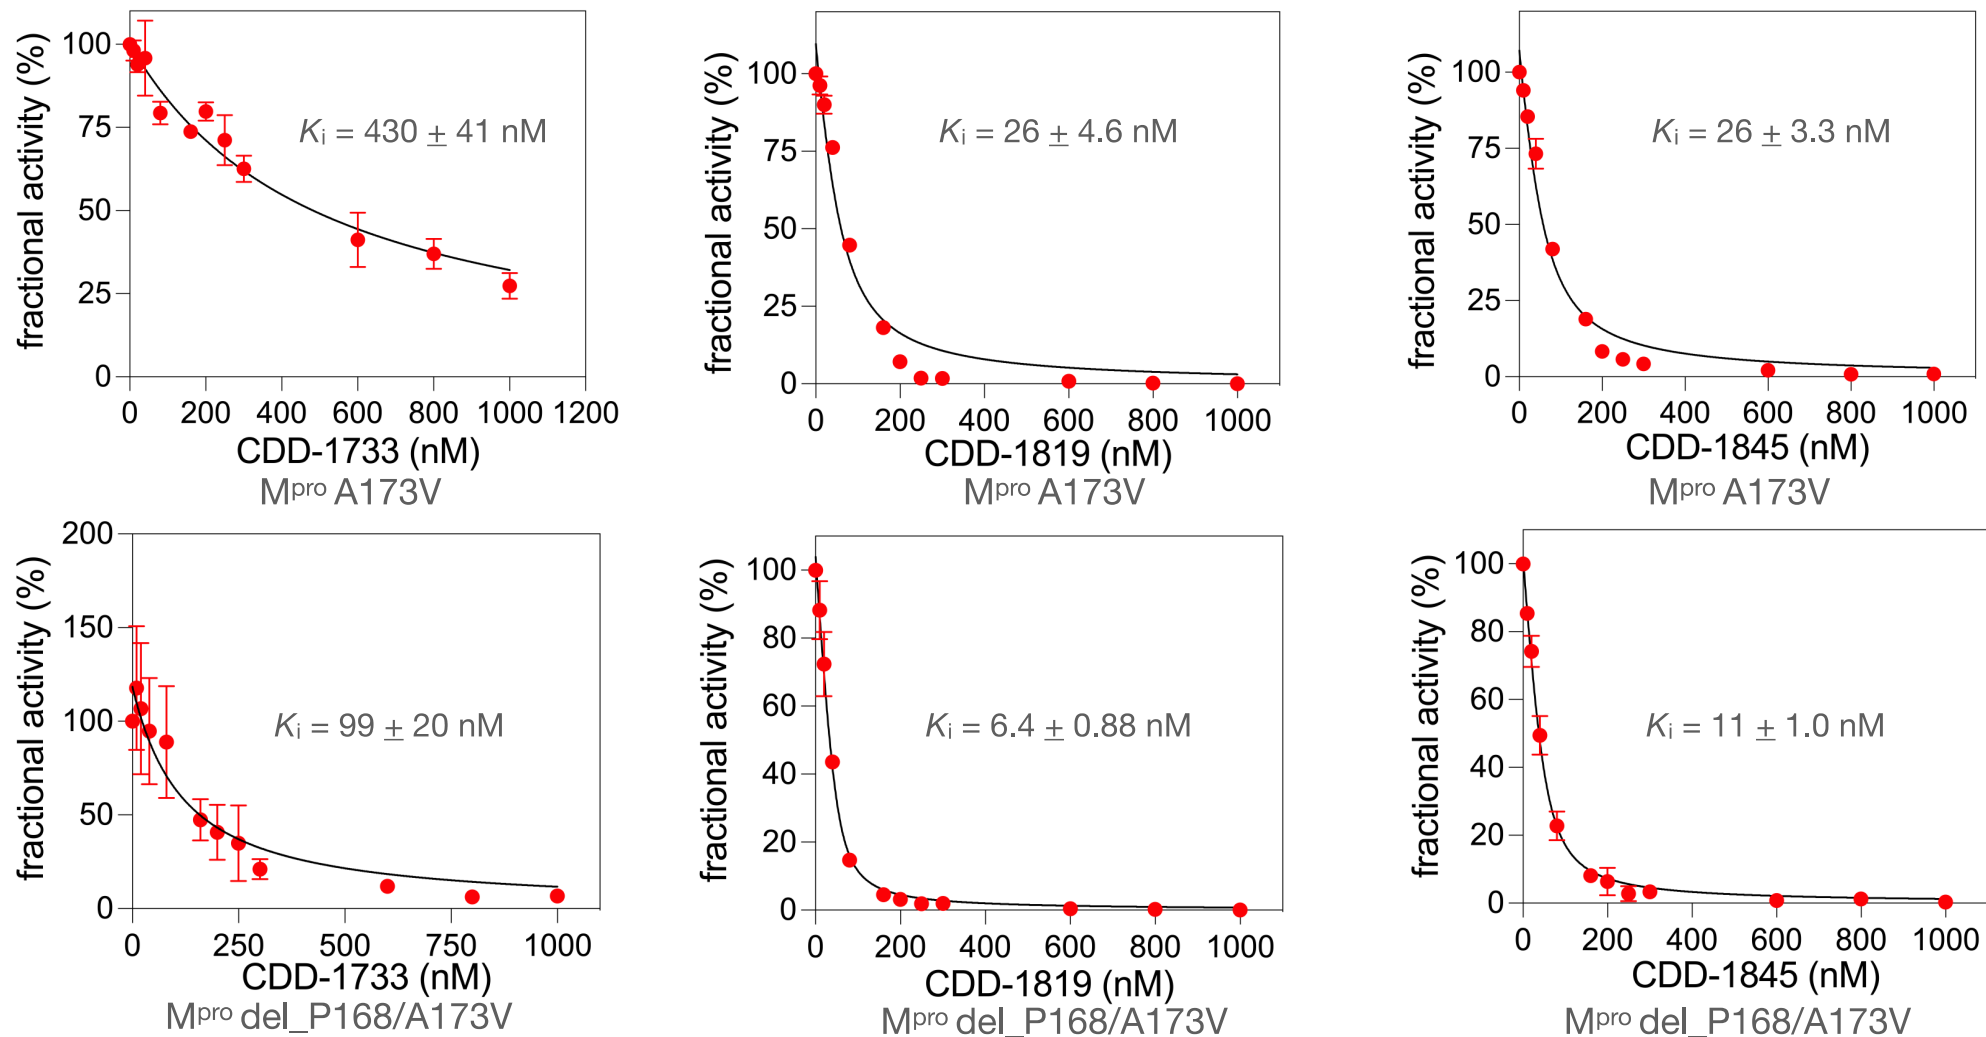 fractional activity (%)
100
75
50
25
0
Ki = 430 ± 41 nM
0 200 400 600 800 1000 1200
CDD-1733 (nM)
Mpro A173V
fractional activity (%)
100
75
50
25
0
Ki = 26 ± 4.6 nM
0 200 400 600 800 1000
CDD-1819 (nM)
Mpro A173V
fractional activity (%)
100
75
50
25
0
Ki = 26 ± 3.3 nM
0 200 400 600 800 1000
CDD-1845 (nM)
Mpro A173V
fractional activity (%)
200
150
100
50
0
Ki = 99 ± 20 nM
0 250 500 750 1000
CDD-1733 (nM)
Mpro del_P168/A173V
fractional activity (%)
100
80
60
40
20
0
Ki = 6.4 ± 0.88 nM
0 200 400 600 800 1000
CDD-1819 (nM)
Mpro del_P168/A173V
fractional activity (%)
100
80
60
40
20
0
Ki = 11 ± 1.0 nM
0 200 400 600 800 1000
CDD-1845 (nM)
Mpro del_P168/A173V